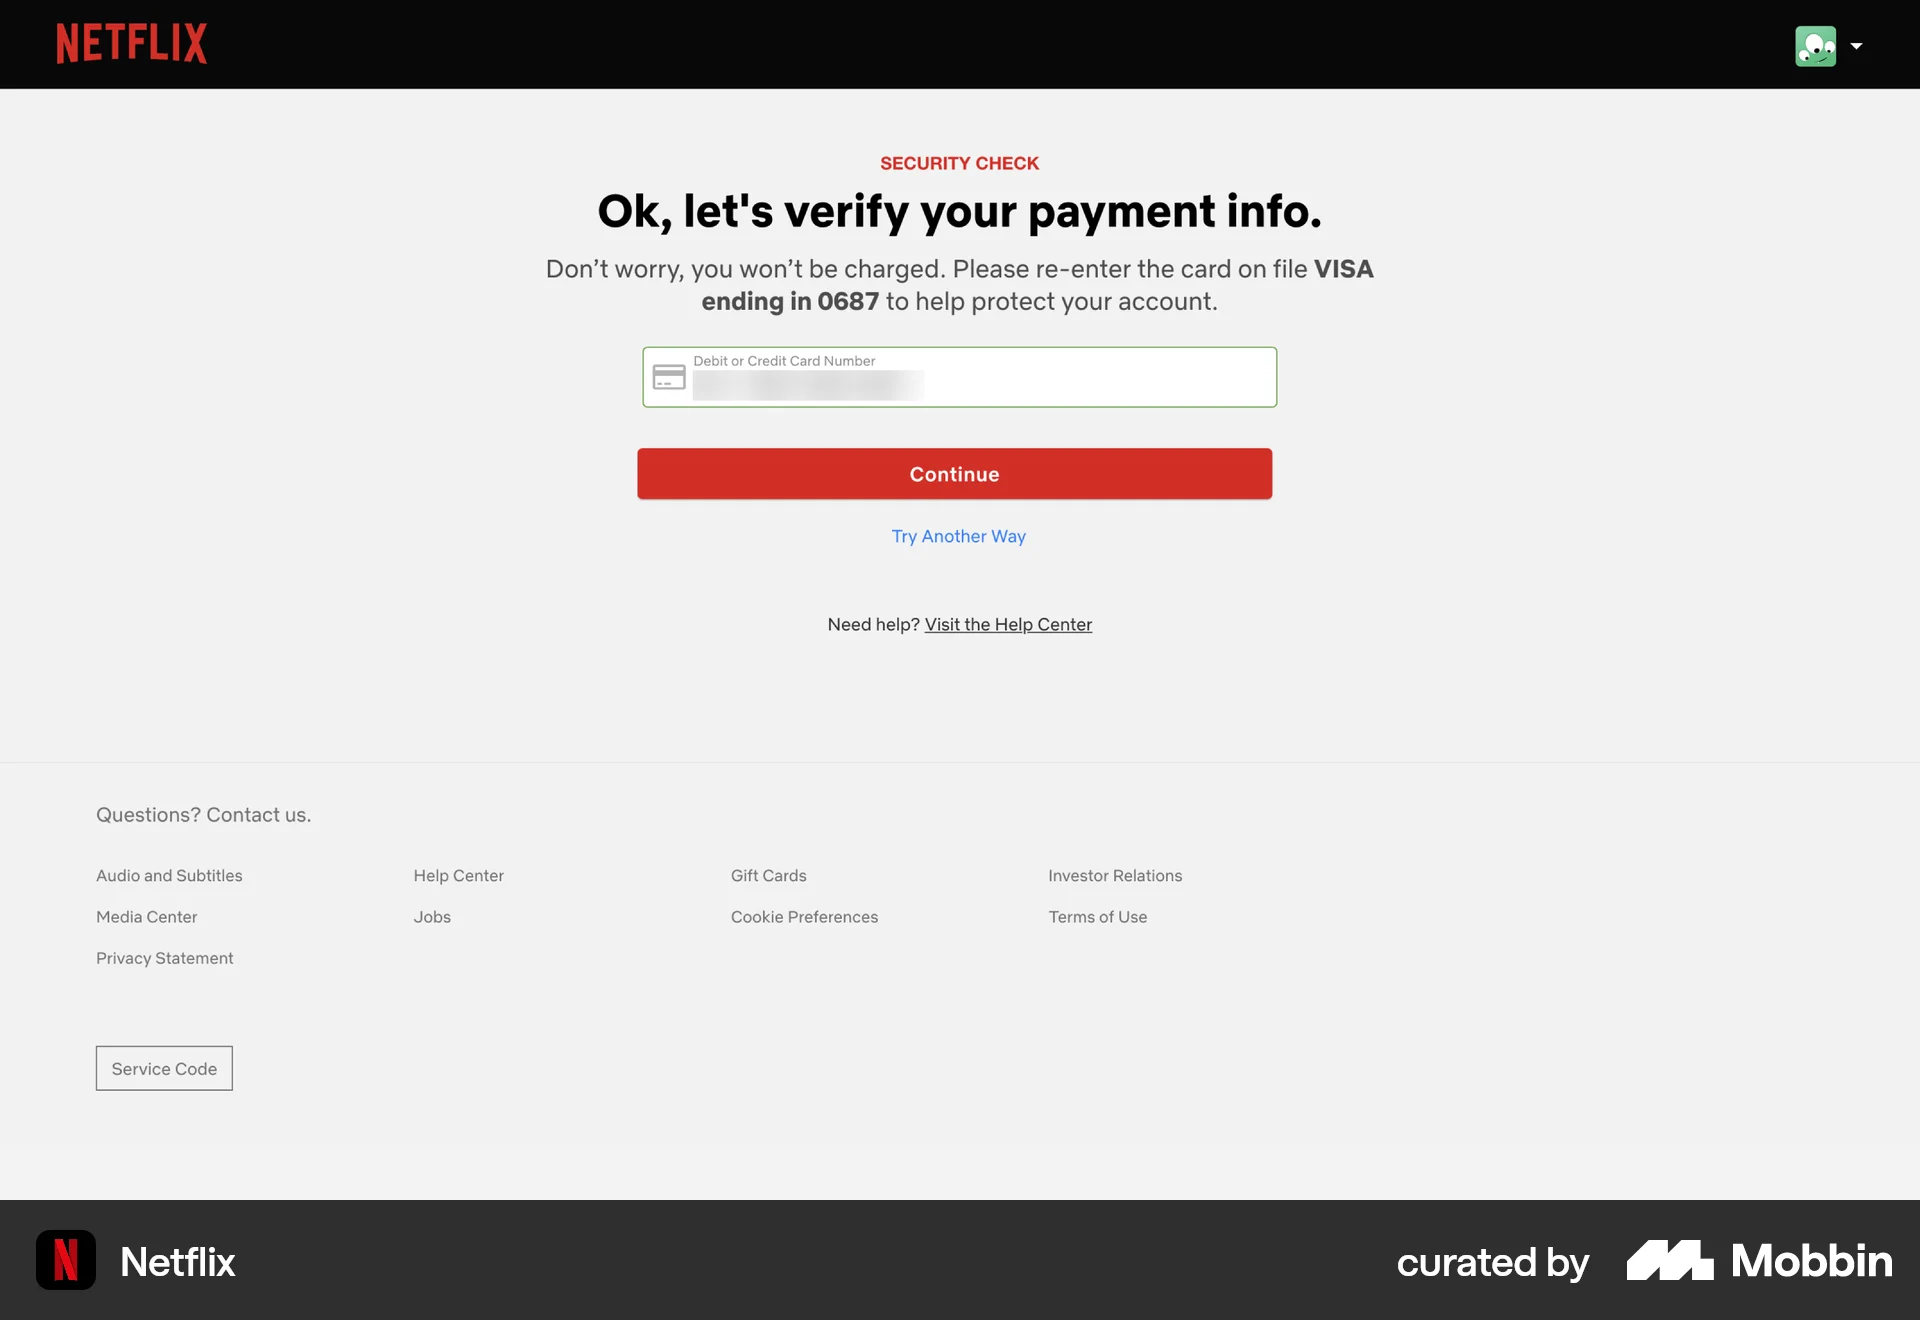 NETFLIX
SECURITY CHECK
Ok, let's verify your payment info.
Don’t worry, you won’t be charged. Please re-enter the card on file VISA
ending in 0687 to help protect your account.
Debit or Credit Card Number
Continue
Try Another Way
Need help? Visit the Help Center
Questions? Contact us.
Audio and Subtitles
Help Center
Gift Cards
Investor Relations
Media Center
Jobs
Cookie Preferences
Terms of Use
Privacy Statement
Service Code
N
Netflix
curated by
Mobbin